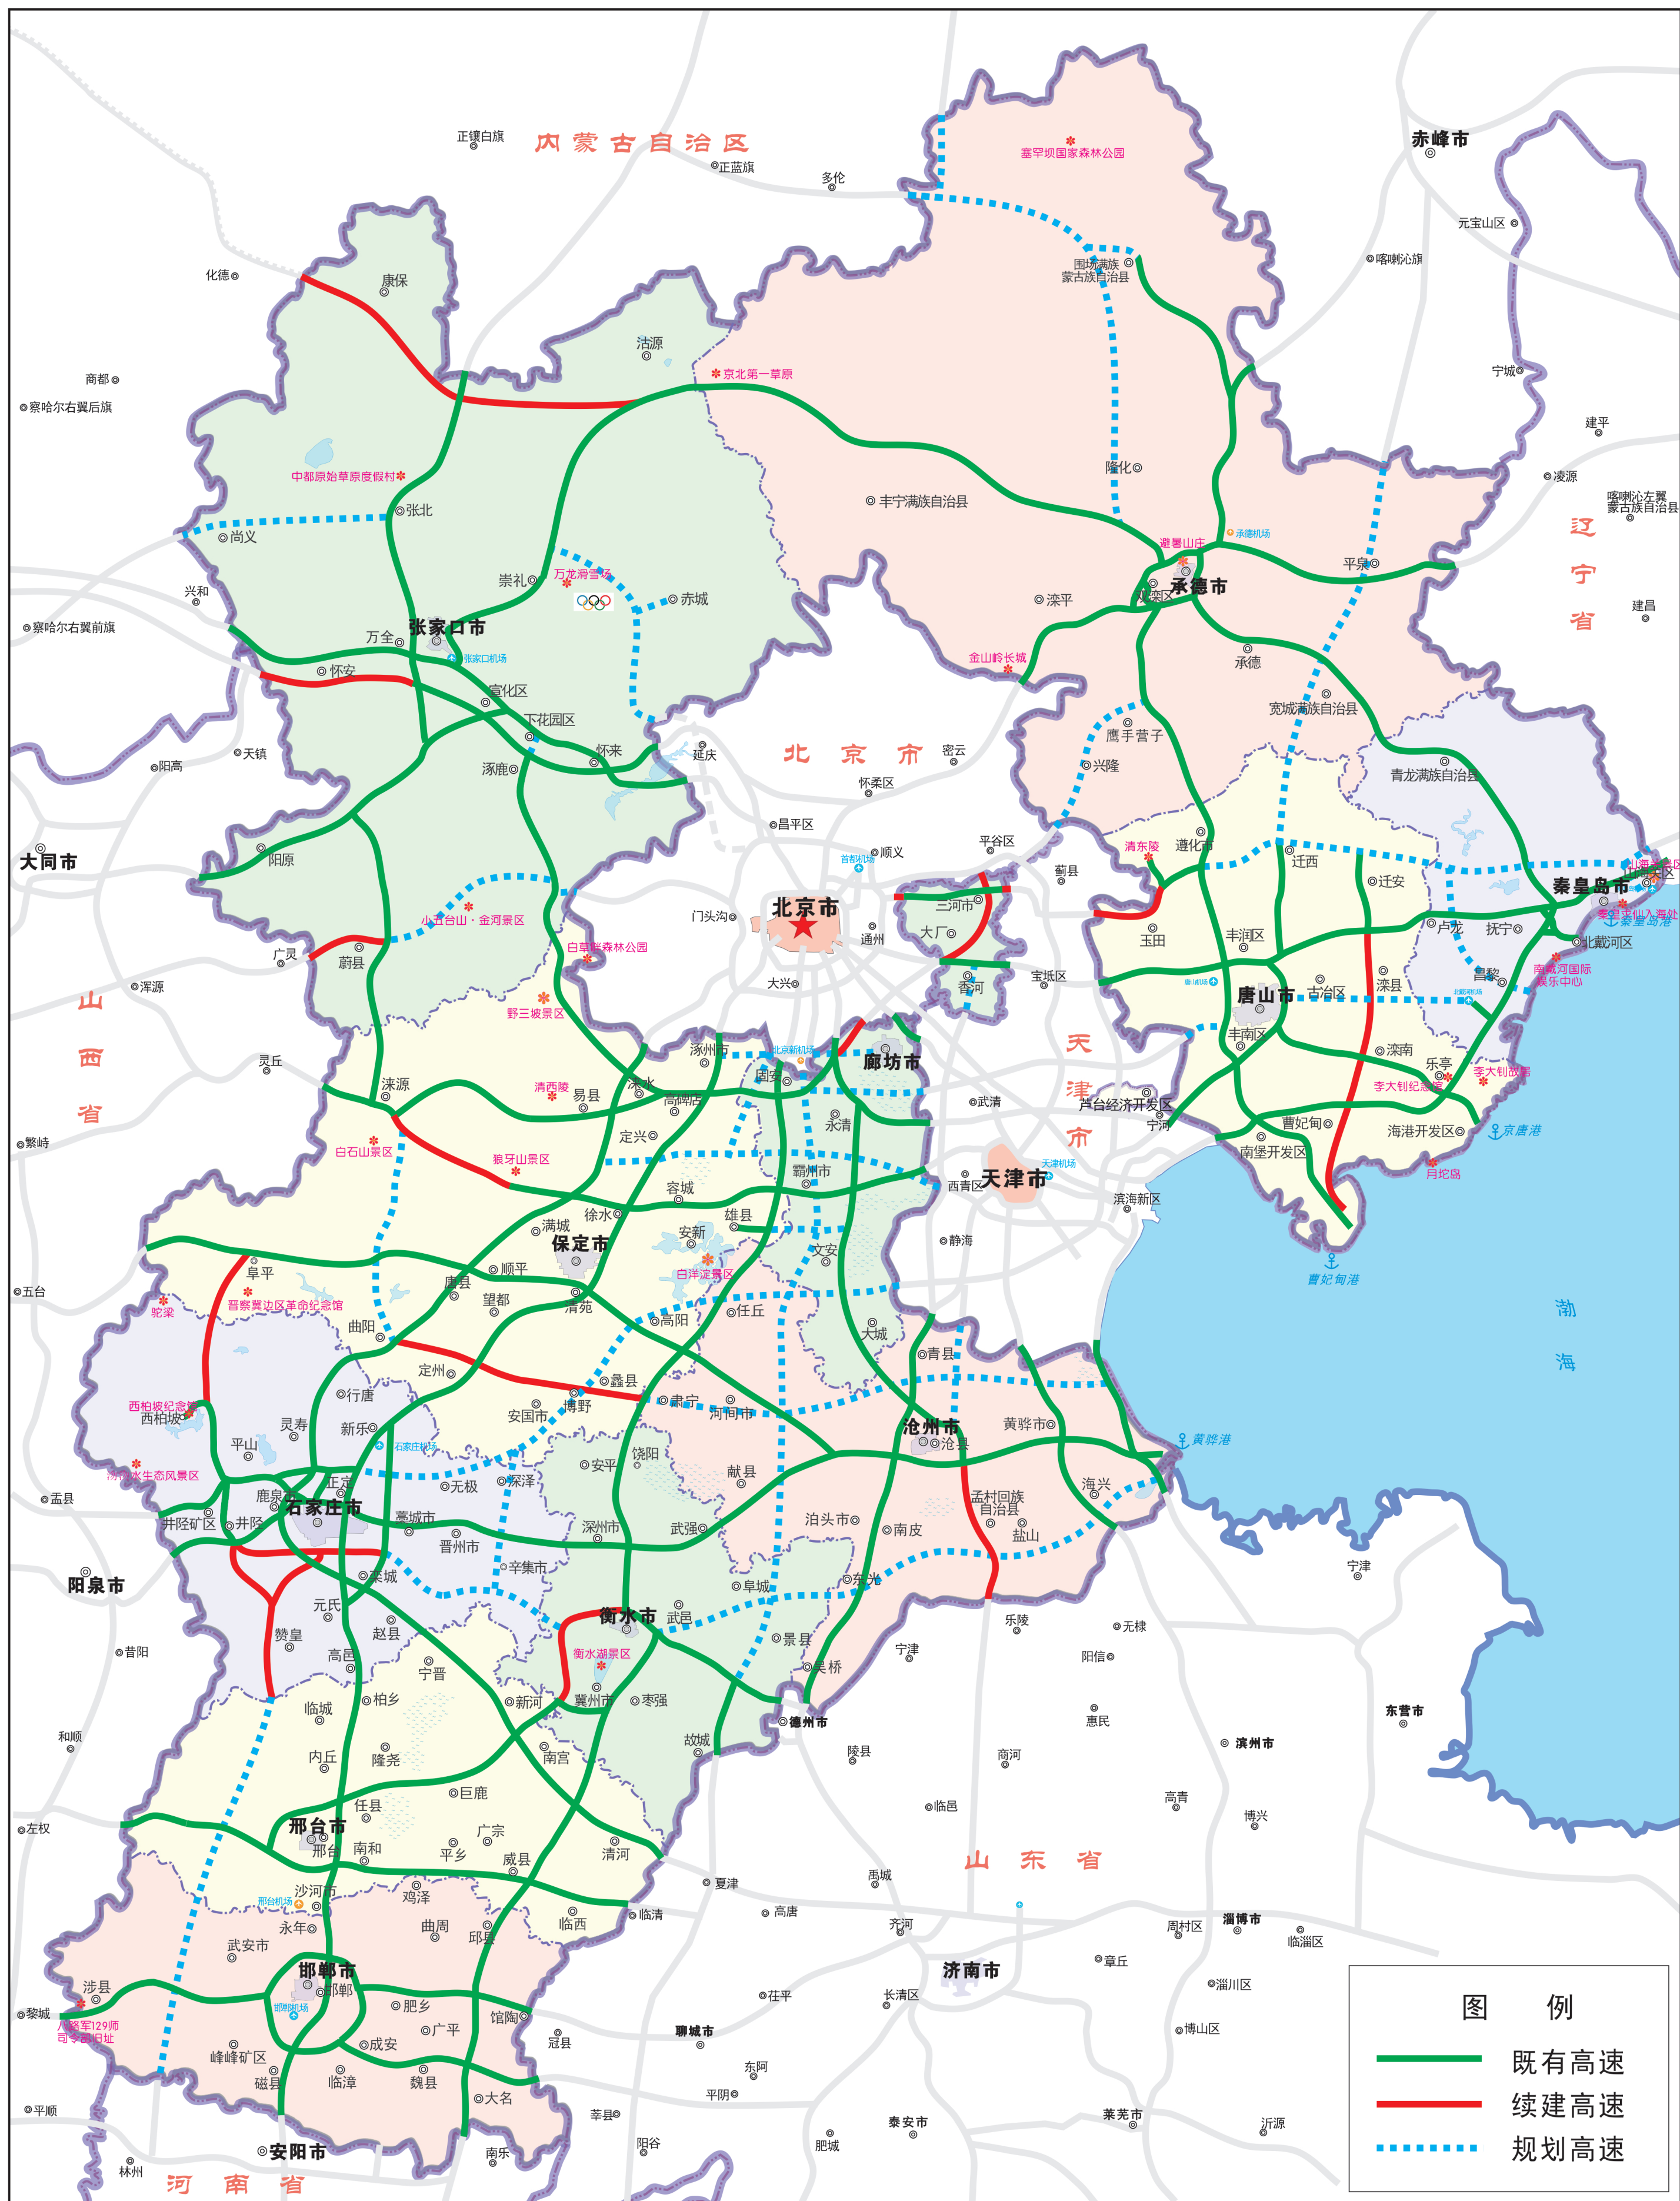 内蒙古自治区
正镶白旗
正蓝旗
多伦
塞罕坝国家森林公园
赤峰市
元宝山区
喀喇沁旗
围场满族
蒙古族自治县
化德
康保
沽源
商都
察哈尔右翼后旗
京北第一草原
宁城
建平
凌源
喀喇沁左翼
蒙古族自治县
中都原始草原度假村
张北
尚义
丰宁满族自治县
隆化
承德机场
避暑山庄
平泉
辽宁省
建昌
兴和
察哈尔右翼前旗
崇礼
万龙滑雪场
赤城
滦平
双滦区
承德市
万全
张家口市
张家口机场
怀安
宣化区
金山岭长城
承德
下花园区
怀来
涿鹿
延庆
北京市
密云
怀柔区
鹰手营子
兴隆
宽城满族自治县
青龙满族自治县
天镇
阳高
大同市
阳原
昌平区
顺义
首都机场
平谷区
蓟县
清东陵
遵化市
迁西
迁安
山海关区
秦皇岛市
秦皇求仙入海处
秦皇岛港
小五台山·金河景区
门头沟
北京市
通州
三河市
大厂
玉田
丰润区
卢龙
抚宁
北戴河区
广灵
蔚县
白草畔森林公园
大兴
香河
宝坻区
唐山机场
唐山市
古冶区
滦县
昌黎
南戴河国际
娱乐中心
北戴河机场
山西省
浑源
野三坡景区
灵丘
涞源
涿州市
北京新机场
廊坊市
固安
天津市
丰南区
滦南
乐亭
李大钊故居
李大钊纪念馆
清西陵
易县
涞水
高碑店
定兴
永清
武清
芦台经济开发区
宁河
曹妃甸
海港开发区
京唐港
南堡开发区
月坨岛
繁峙
白石山景区
狼牙山景区
容城
霸州市
西青区
天津市
天津机场
滨海新区
徐水
满城
保定市
安新
雄县
文安
静海
白洋淀景区
曹妃甸港
渤海
五台
阜平
驼梁
晋察冀边区革命纪念馆
唐县
顺平
望都
清苑
高阳
任丘
大城
曲阳
定州
青县
西柏坡纪念馆
西柏坡
行唐
灵寿
新乐
石家庄机场
平山
蠡县
博野
安国市
肃宁
河间市
沧州市
沧县
黄骅市
黄骅港
安平
饶阳
献县
海兴
盂县
鹿泉市
正定
石家庄市
无极
深泽
藁城市
晋州市
深州市
武强
泊头市
南皮
孟村回族
自治县
盐山
井陉矿区
井陉
阳泉市
栾城
辛集市
阜城
东光
宁津
元氏
赵县
赞皇
高邑
宁晋
衡水市
武邑
衡水湖景区
景县
吴桥
宁津
乐陵
无棣
阳信
昔阳
柏乡
临城
新河
冀州市
枣强
德州市
惠民
东营市
滨州市
和顺
内丘
隆尧
南宫
故城
陵县
商河
巨鹿
任县
临邑
高青
博兴
左权
邢台市
邢台
南和
平乡
广宗
威县
清河
山东省
沙河市
邢台机场
鸡泽
夏津
禹城
永年
曲周
邱县
临西
临清
高唐
齐河
周村区
淄博市
临淄区
武安市
邯郸市
邯郸
邯郸机场
济南市
章丘
淄川区
涉县
八路军129师
司令部旧址
黎城
肥乡
广平
馆陶
茌平
长清区
博山区
成安
冠县
聊城市
峰峰矿区
磁县
临漳
魏县
大名
东阿
平阴
平顺
莘县
泰安市
莱芜市
沂源
安阳市
南乐
阳谷
肥城
林州
河南省
图 例
既有高速
续建高速
规划高速